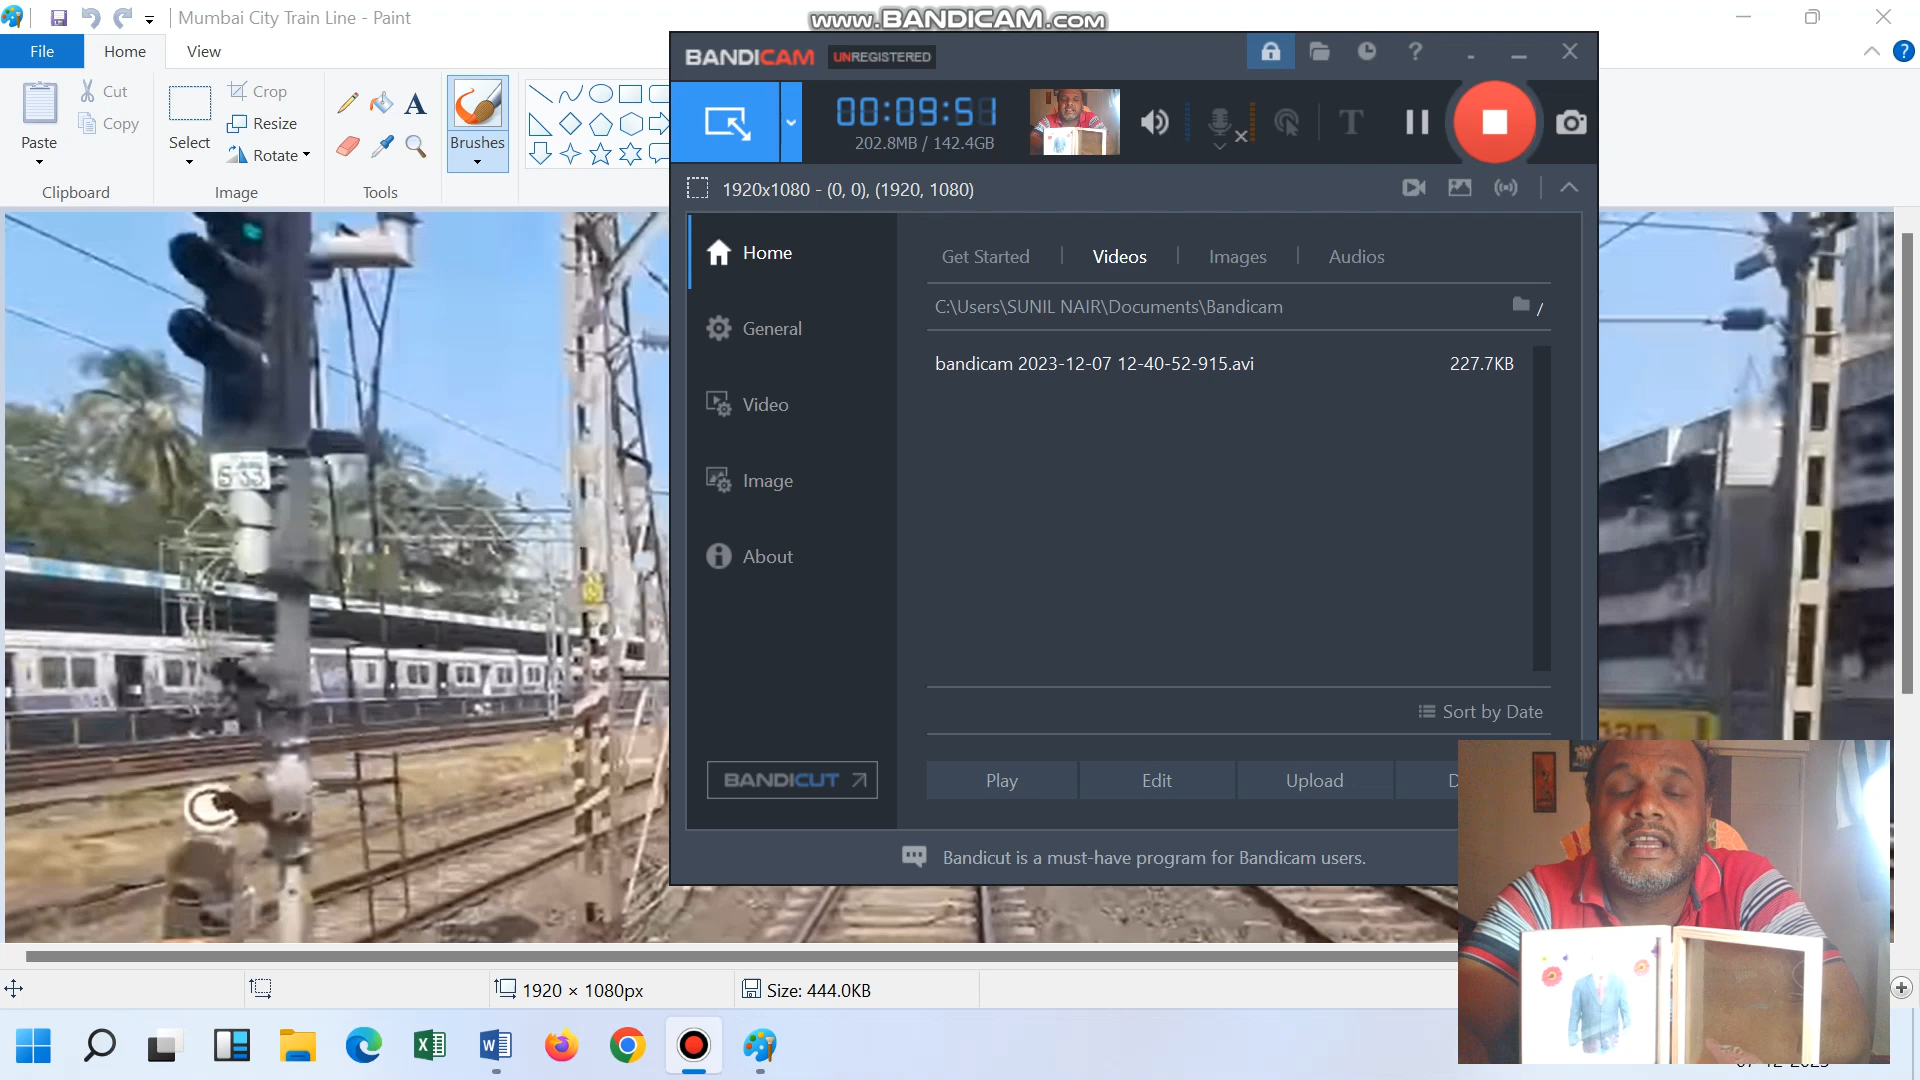 Mumbai City Train Line - Paint
www.BANDICAM.com
File
Home
View
Paste
Cut
Copy
Clipboard
Select
Crop
Resize
Rotate
Image
Tools
Brushes
BANDICAM UNREGISTERED
00:09:51
202.8MB / 142.4GB
1920x1080 - (0, 0), (1920, 1080)
Home
General
Video
Image
About
BANDICUT
Get Started
Videos
Images
Audios
C:\Users\SUNIL NAIR\Documents\Bandicam
/
bandicam 2023-12-07 12-40-52-915.avi
227.7KB
Sort by Date
Play
Edit
Upload
D
Bandicut is a must-have program for Bandicam users.
S-33
1920 × 1080px
Size: 444.0KB